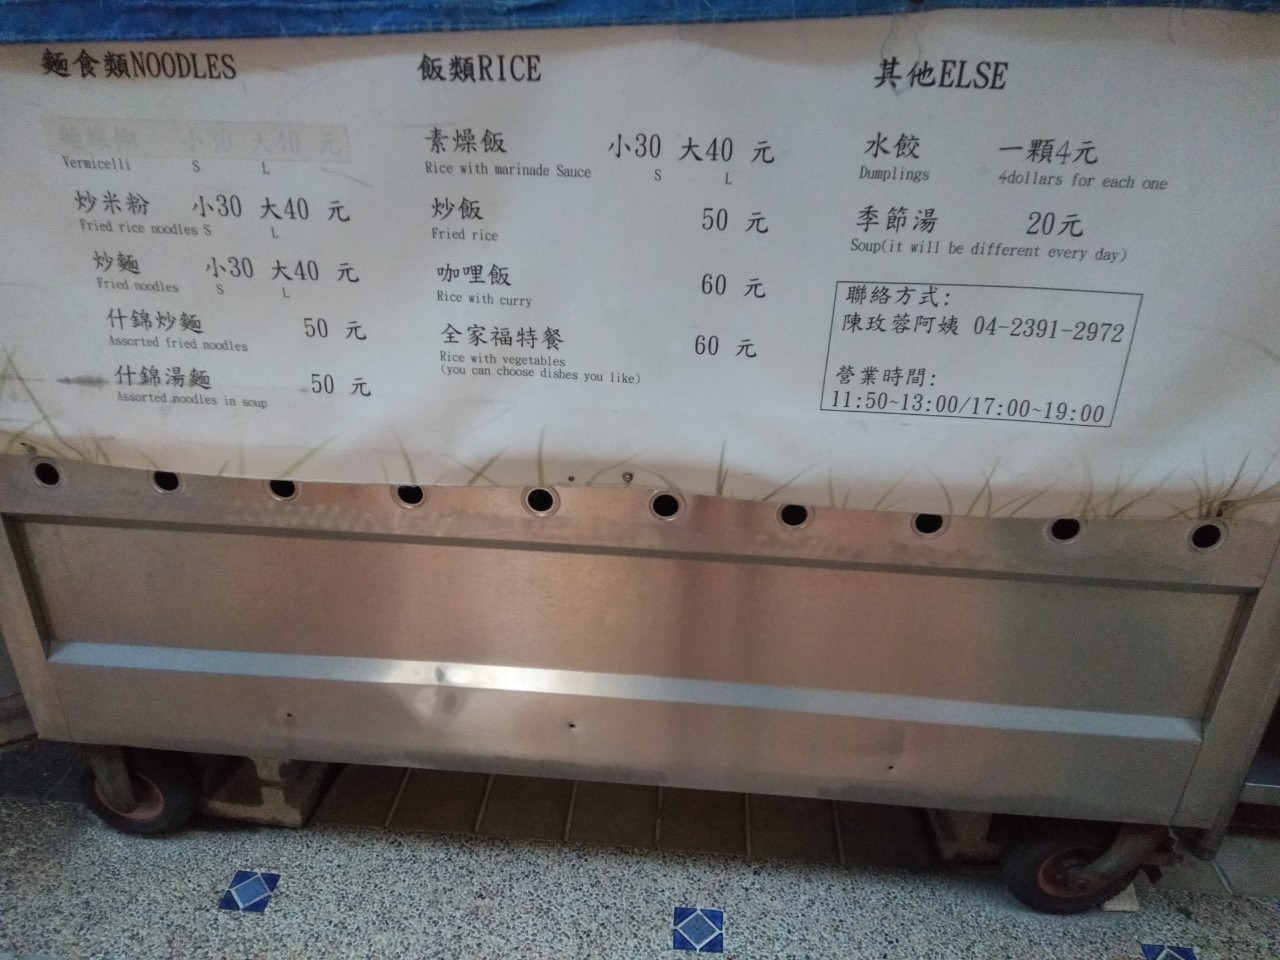 麵食類NOODLES
麵線糊 小30 大40 元
Vermicelli S L
炒米粉 小30 大40 元
Fried rice noodles S L
炒麵 小30 大40 元
Fried noodles S L
什錦炒麵 50 元
Assorted fried noodles
什錦湯麵 50 元
Assorted noodles in soup
飯類RICE
素燥飯 小30 大40 元
Rice with marinade Sauce S L
炒飯 50 元
Fried rice
咖哩飯 60 元
Rice with curry
全家福特餐 60 元
Rice with vegetables
(you can choose dishes you like)
其他ELSE
水餃 一顆4元
Dumplings 4dollars for each one
季節湯 20元
Soup(it will be different every day)
聯絡方式:
陳玫蓉阿姨 04-2391-2972
營業時間:
11:50~13:00/17:00~19:00